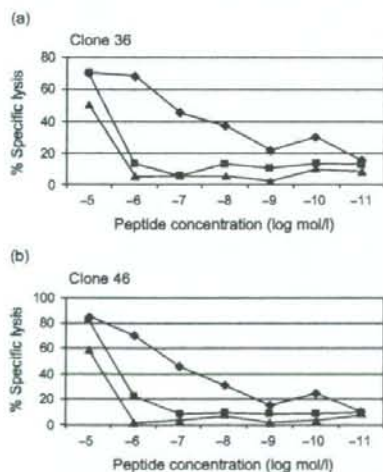 (a)
Clone 36
% Specific lysis
80
60
40
20
0
−5 −6 −7 −8 −9 −10 −11
Peptide concentration (log mol/l)
(b)
Clone 46
% Specific lysis
100
80
60
40
20
0
−5 −6 −7 −8 −9 −10 −11
Peptide concentration (log mol/l)